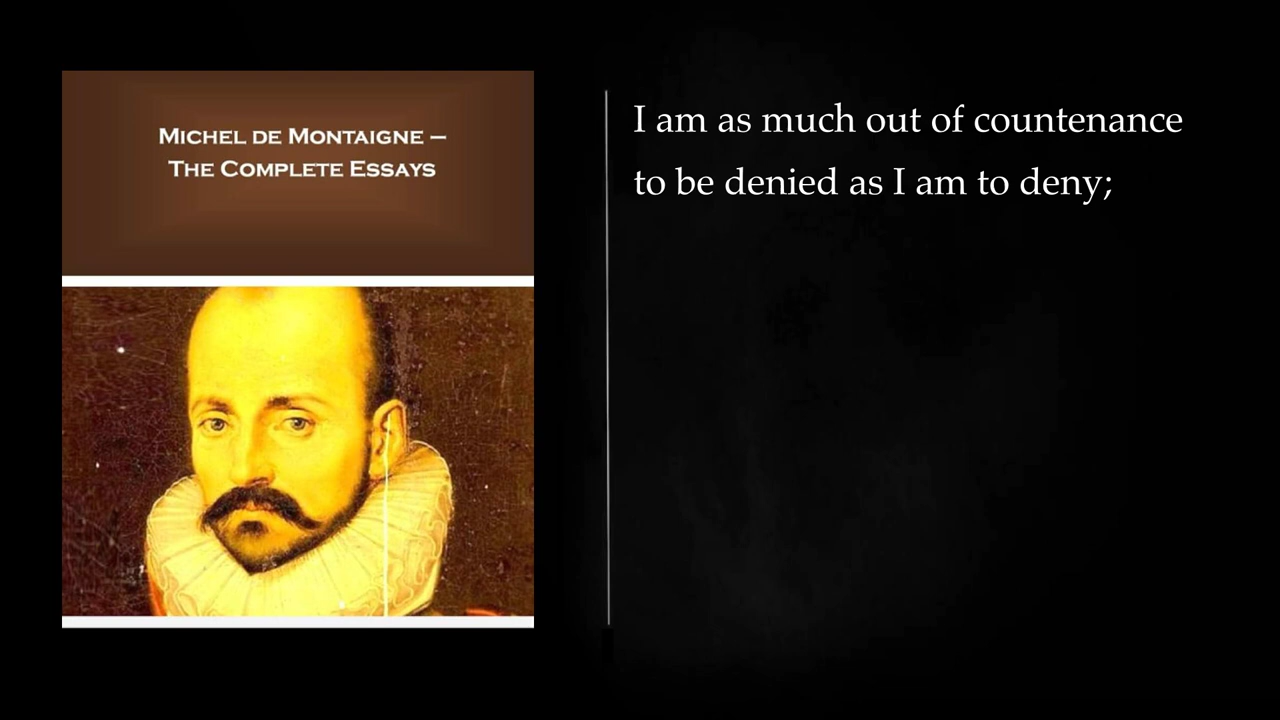 MICHEL DE MONTAIGNE –
THE COMPLETE ESSAYS
I am as much out of countenance
to be denied as I am to deny;